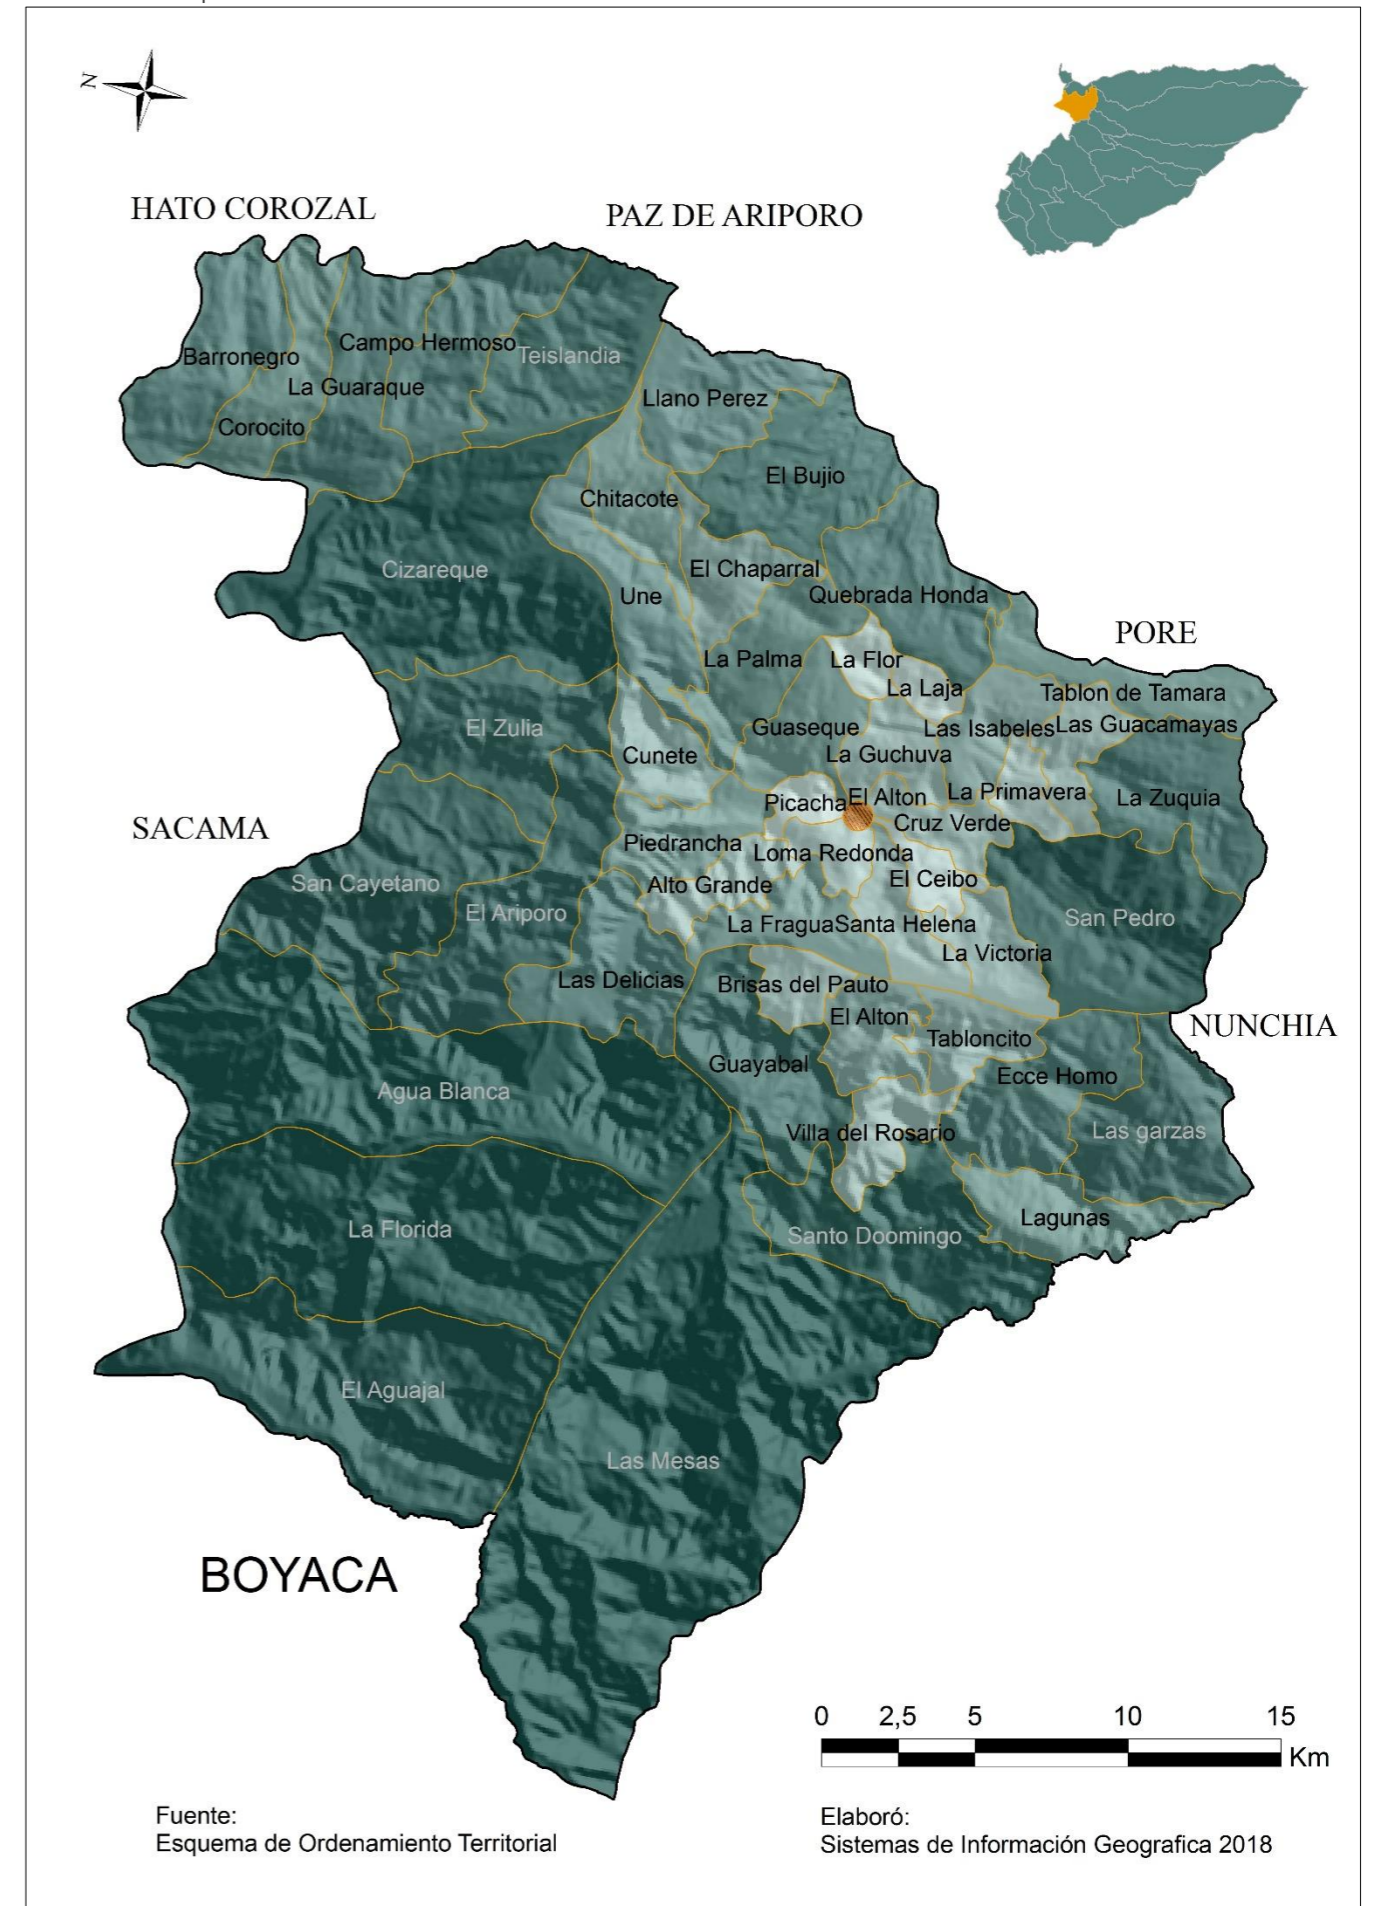 N
HATO COROZAL
PAZ DE ARIPORO
Barronegro
Campo Hermoso
Teislandia
La Guaraque
Corocito
Llano Perez
El Bujio
Chitacote
Cizareque
El Chaparral
Une
Quebrada Honda
PORE
La Palma
La Flor
La Laja
Tablon de Tamara
El Zulia
Guaseque
Las Isabeles
Las Guacamayas
Cunete
La Guchuva
Picacha
El Alton
La Primavera
La Zuquia
SACAMA
Cruz Verde
Piedrancha
Loma Redonda
San Cayetano
Alto Grande
El Ceibo
El Ariporo
La Fragua
Santa Helena
San Pedro
La Victoria
Las Delicias
Brisas del Pauto
El Alton
NUNCHIA
Tabloncito
Guayabal
Ecce Homo
Agua Blanca
Villa del Rosario
Las garzas
La Florida
Santo Doomingo
Lagunas
El Aguajal
Las Mesas
BOYACA
0 2,5 5 10 15
Km
Fuente:
Esquema de Ordenamiento Territorial
Elaboró:
Sistemas de Información Geografica 2018